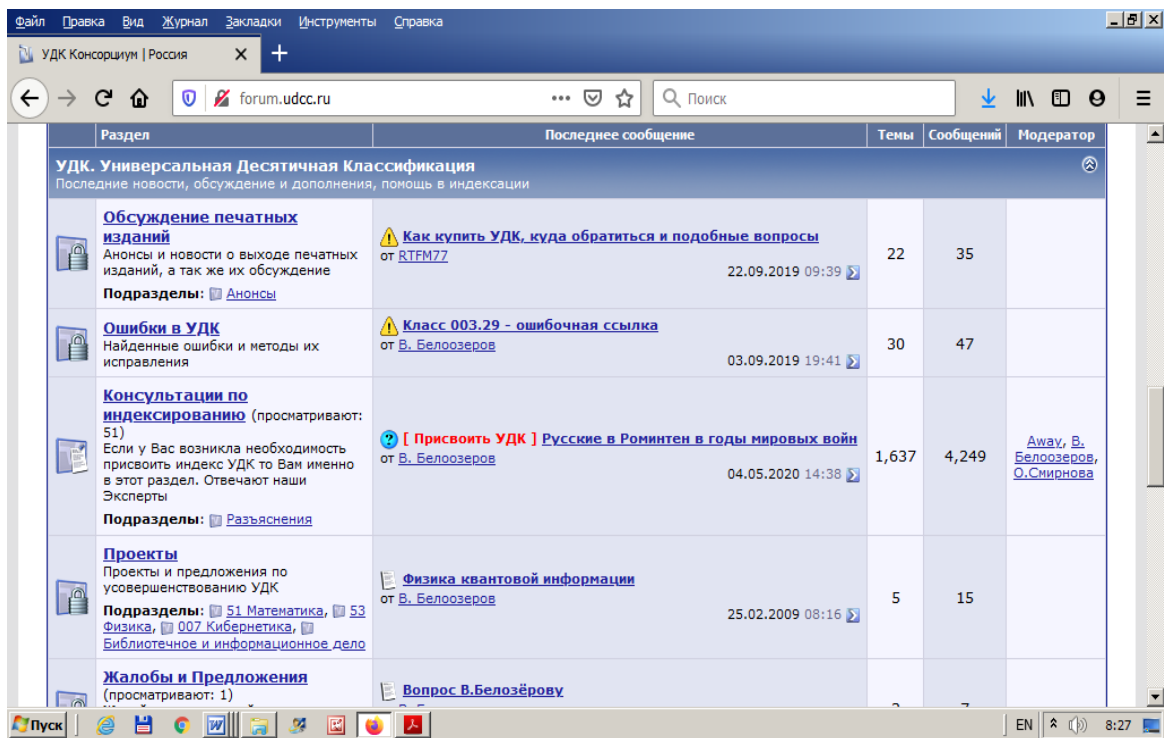 Файл Правка Вид Журнал Закладки Инструменты Справка
УДК Консорциум | Россия
forum.udcc.ru
Поиск
Раздел Последнее сообщение Темы Сообщений Модератор
УДК. Универсальная Десятичная Классификация
Последние новости, обсуждение и дополнения, помощь в индексации
Обсуждение печатных
изданий
Анонсы и новости о выходе печатных
изданий, а так же их обсуждение
Подразделы: Анонсы
Как купить УДК, куда обратиться и подобные вопросы
от RTFM77
22.09.2019 09:39
22
35
Ошибки в УДК
Найденные ошибки и методы их
исправления
Класс 003.29 - ошибочная ссылка
от В. Белоозеров
03.09.2019 19:41
30
47
Консультации по
индексированию (просматривают:
51)
Если у Вас возникла необходимость
присвоить индекс УДК то Вам именно
в этот раздел. Отвечают наши
Эксперты
Подразделы: Разъяснения
[ Присвоить УДК ] Русские в Роминтен в годы мировых войн
от В. Белоозеров
04.05.2020 14:38
1,637
4,249
Away, В.
Белоозеров,
О.Смирнова
Проекты
Проекты и предложения по
усовершенствованию УДК
Подразделы: 51 Математика, 53
Физика, 007 Кибернетика,
Библиотечное и информационное дело
Физика квантовой информации
от В. Белоозеров
25.02.2009 08:16
5
15
Жалобы и Предложения
(просматривают: 1)
Вопрос В.Белозёрову
Пуск
EN
8:27